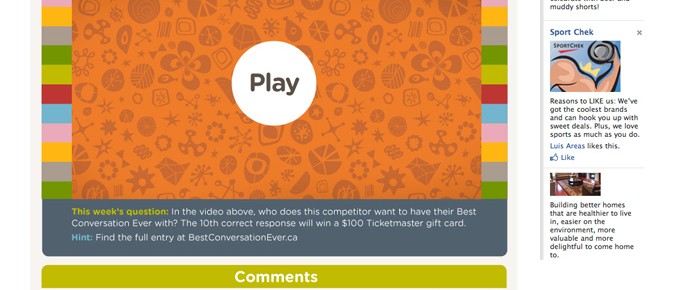 Play
This week's question: In the video above, who does this competitor want to have their Best
Conversation Ever with? The 10th correct response will win a $100 Ticketmaster gift card.
Hint: Find the full entry at BestConversationEver.ca
Comments
muddy shorts!
Sport Chek
SPORTCHEK
Reasons to LIKE us: We've
got the coolest brands
and can hook you up with
sweet deals. Plus, we love
sports as much as you do.
Luis Areas likes this.
Like
Building better homes
that are healthier to live
in, easier on the
environment, more
valuable and more
delightful to come home
to.